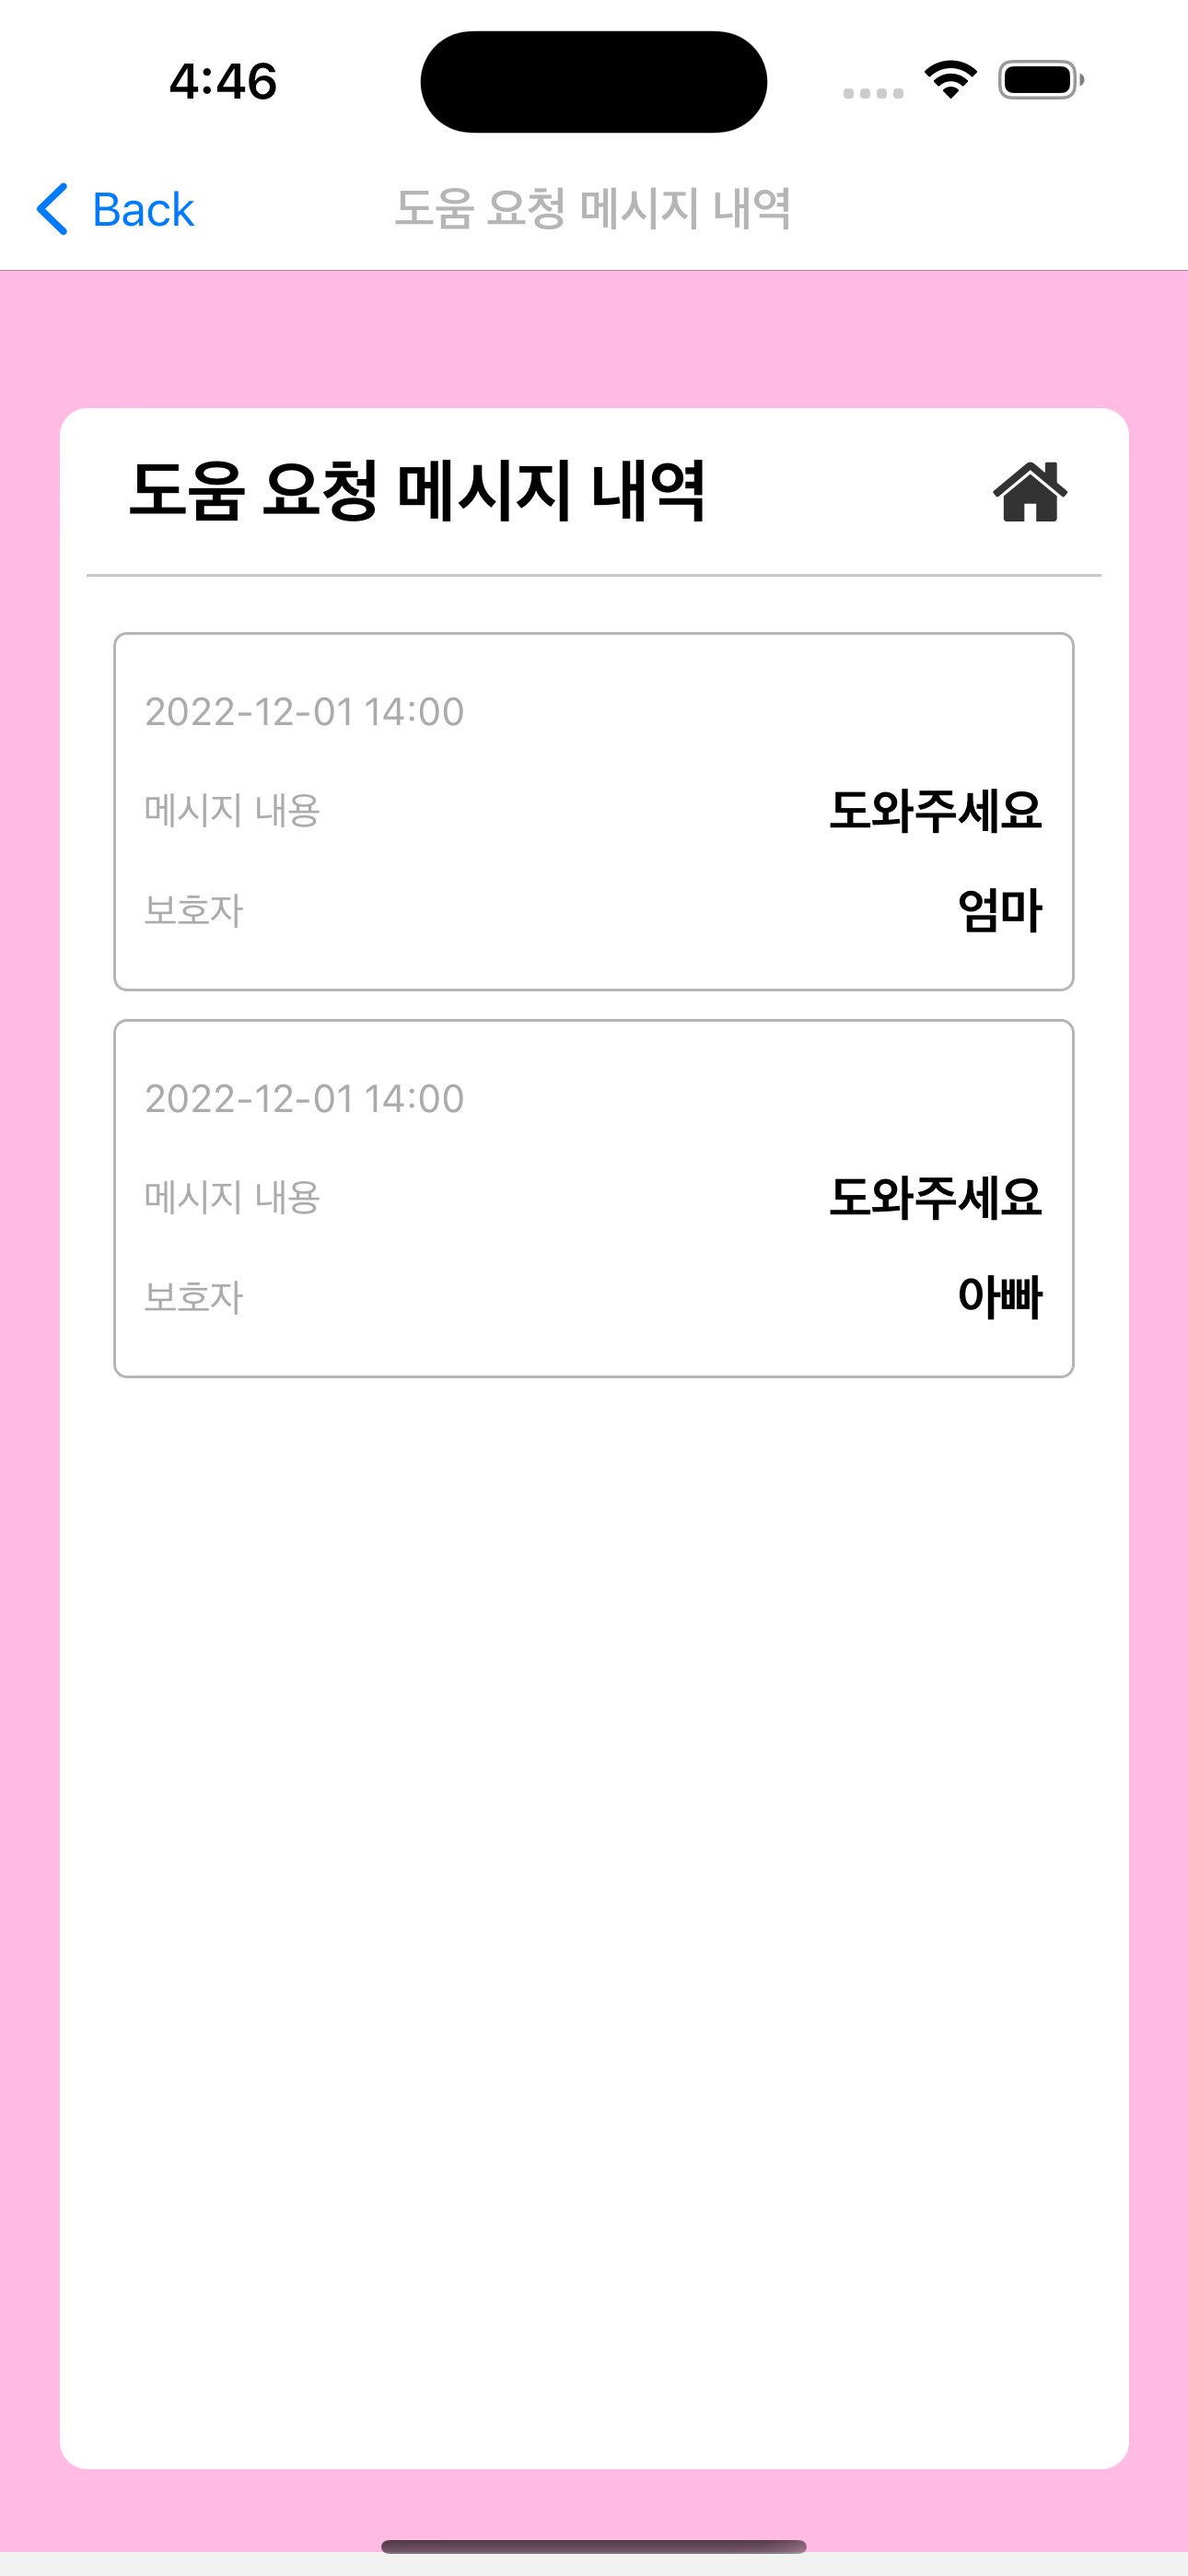 4:46
Back
도움 요청 메시지 내역
도움 요청 메시지 내역
2022-12-01 14:00
메시지 내용 도와주세요
보호자 엄마
2022-12-01 14:00
메시지 내용 도와주세요
보호자 아빠